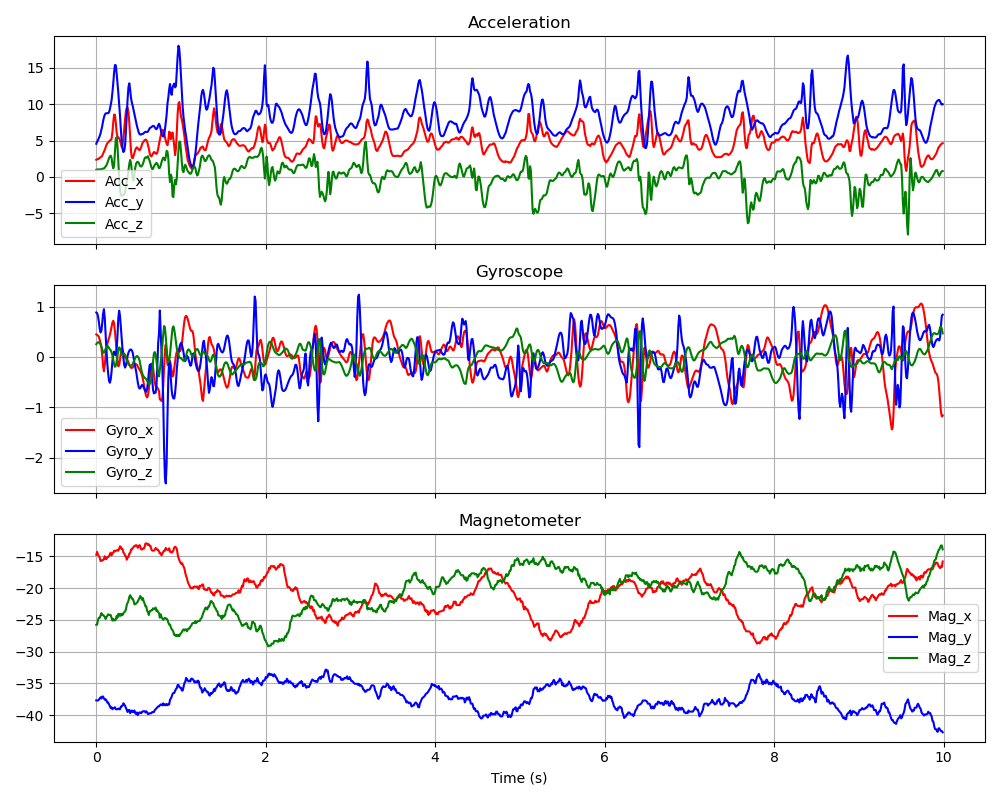 Acceleration
15
10
5
0
−5
Acc_x
Acc_y
Acc_z
Gyroscope
1
0
−1
−2
Gyro_x
Gyro_y
Gyro_z
Magnetometer
−15
−20
−25
−30
−35
−40
Mag_x
Mag_y
Mag_z
0 2 4 6 8 10
Time (s)